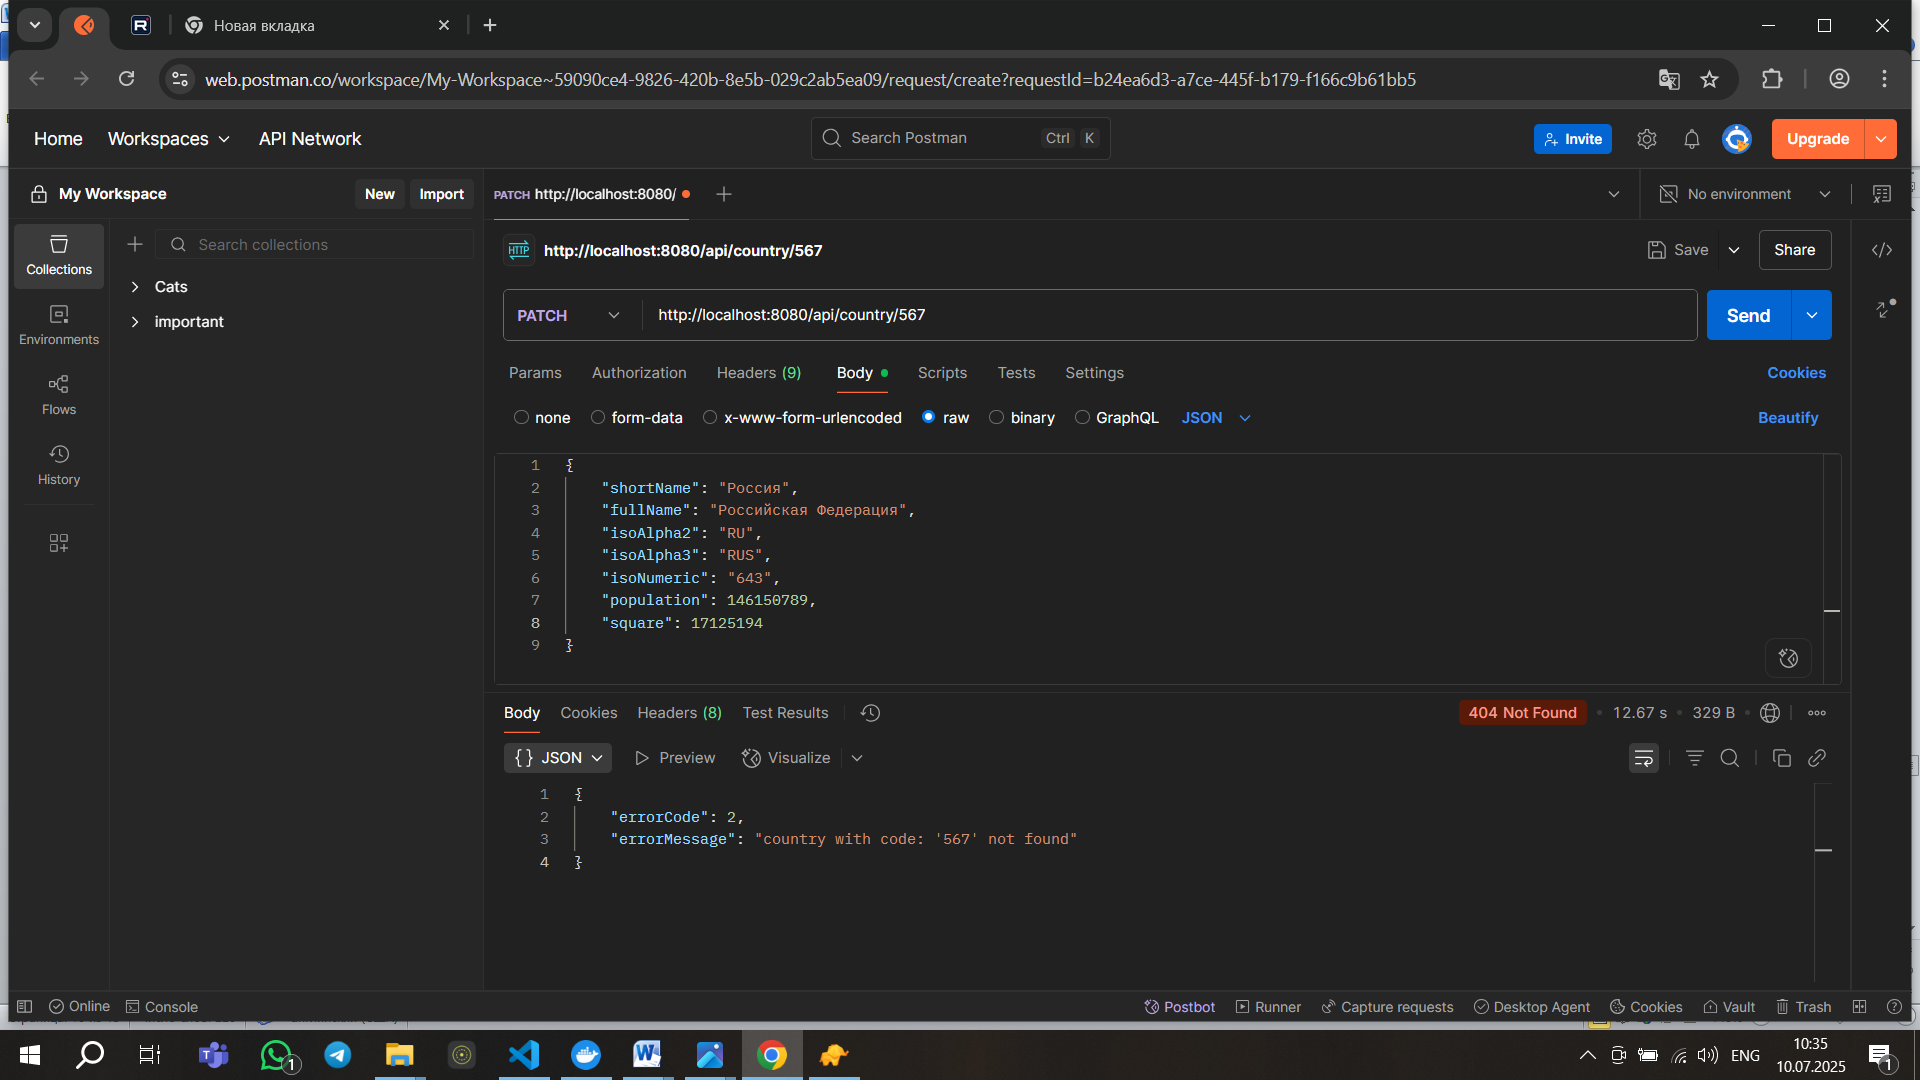 Новая вкладка
web.postman.co/workspace/My-Workspace~59090ce4-9826-420b-8e5b-029c2ab5ea09/request/create?requestId=b24ea6d3-a7ce-445f-b179-f166c9b61bb5
Home Workspaces API Network Search Postman Ctrl K Invite Upgrade
My Workspace New Import PATCH http://localhost:8080/ No environment
Collections
Environments
Flows
History
Search collections
Cats
important
HTTP http://localhost:8080/api/country/567 Save Share
PATCH http://localhost:8080/api/country/567 Send
Params Authorization Headers (9) Body Scripts Tests Settings Cookies
none form-data x-www-form-urlencoded raw binary GraphQL JSON Beautify
1 {
2 "shortName": "Россия",
3 "fullName": "Российская Федерация",
4 "isoAlpha2": "RU",
5 "isoAlpha3": "RUS",
6 "isoNumeric": "643",
7 "population": 146150789,
8 "square": 17125194
9 }
Body Cookies Headers (8) Test Results 404 Not Found • 12.67 s • 329 B
{} JSON Preview Visualize
1 {
2 "errorCode": 2,
3 "errorMessage": "country with code: '567' not found"
4 }
Online Console Postbot Runner Capture requests Desktop Agent Cookies Vault Trash
1 ENG 10:35
10.07.2025 1